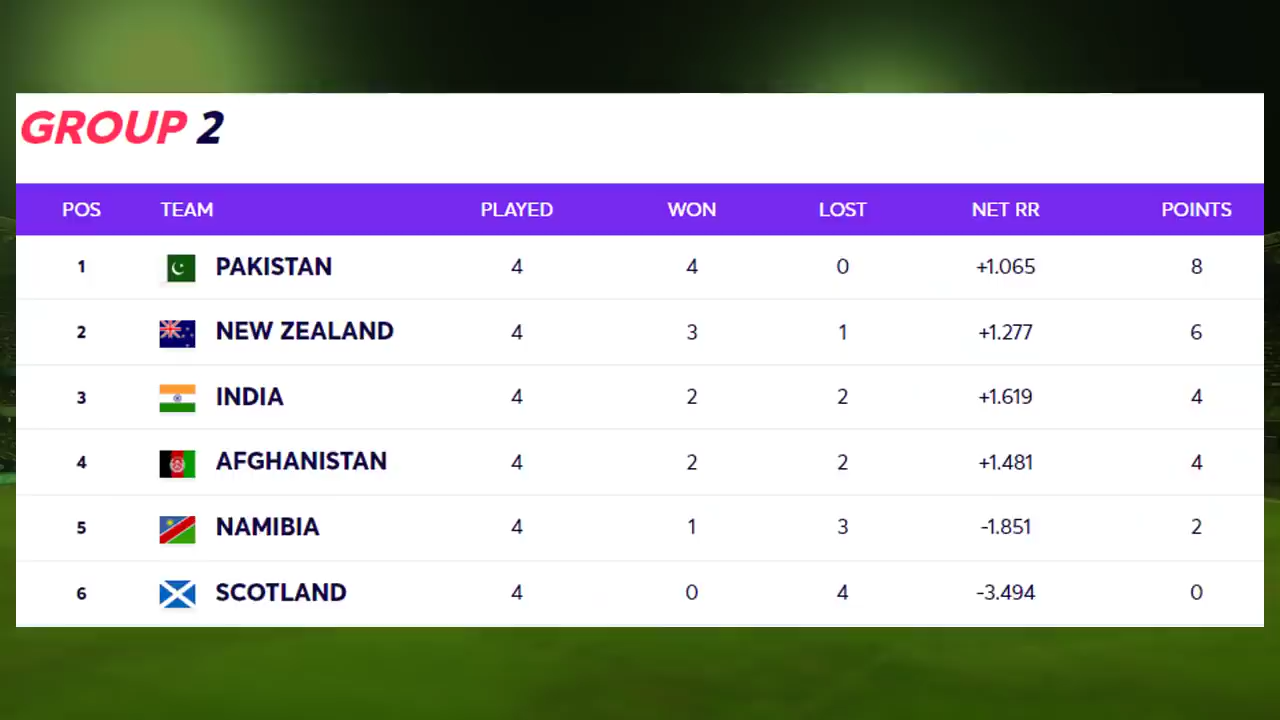 GROUP 2
POS TEAM PLAYED WON LOST NET RR POINTS
1 PAKISTAN 4 4 0 +1.065 8
2 NEW ZEALAND 4 3 1 +1.277 6
3 INDIA 4 2 2 +1.619 4
4 AFGHANISTAN 4 2 2 +1.481 4
5 NAMIBIA 4 1 3 -1.851 2
6 SCOTLAND 4 0 4 -3.494 0